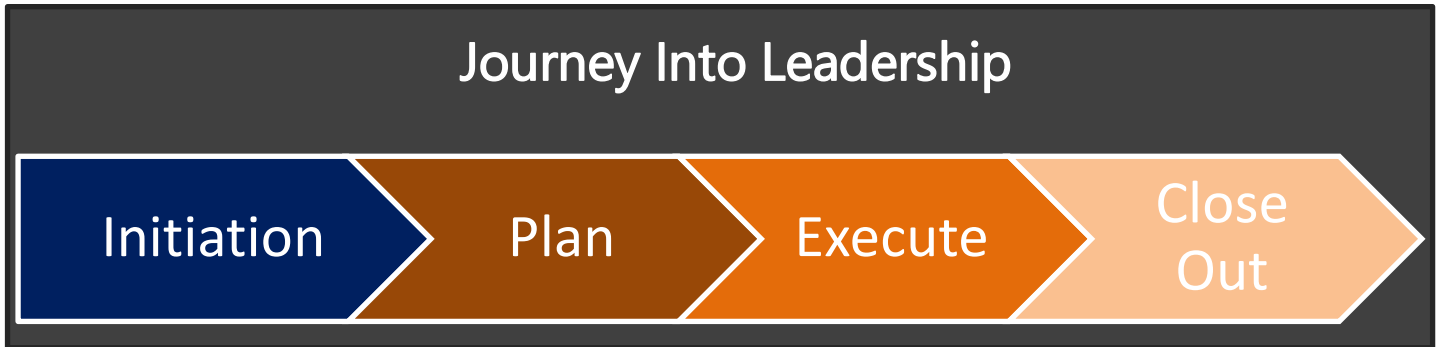 Journey Into Leadership
Initiation
Plan
Execute
Close
Out